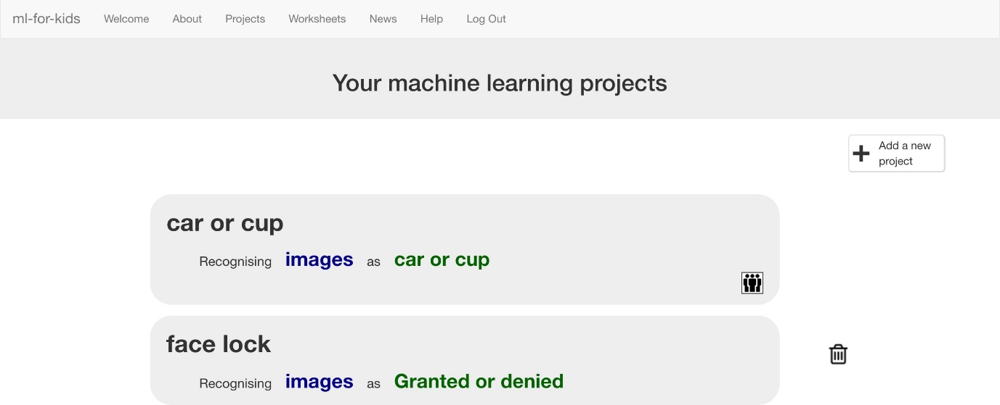 ml-for-kids Welcome About Projects Worksheets News Help Log Out
Your machine learning projects
Add a new
project
car or cup
Recognising images as car or cup
face lock
Recognising images as Granted or denied